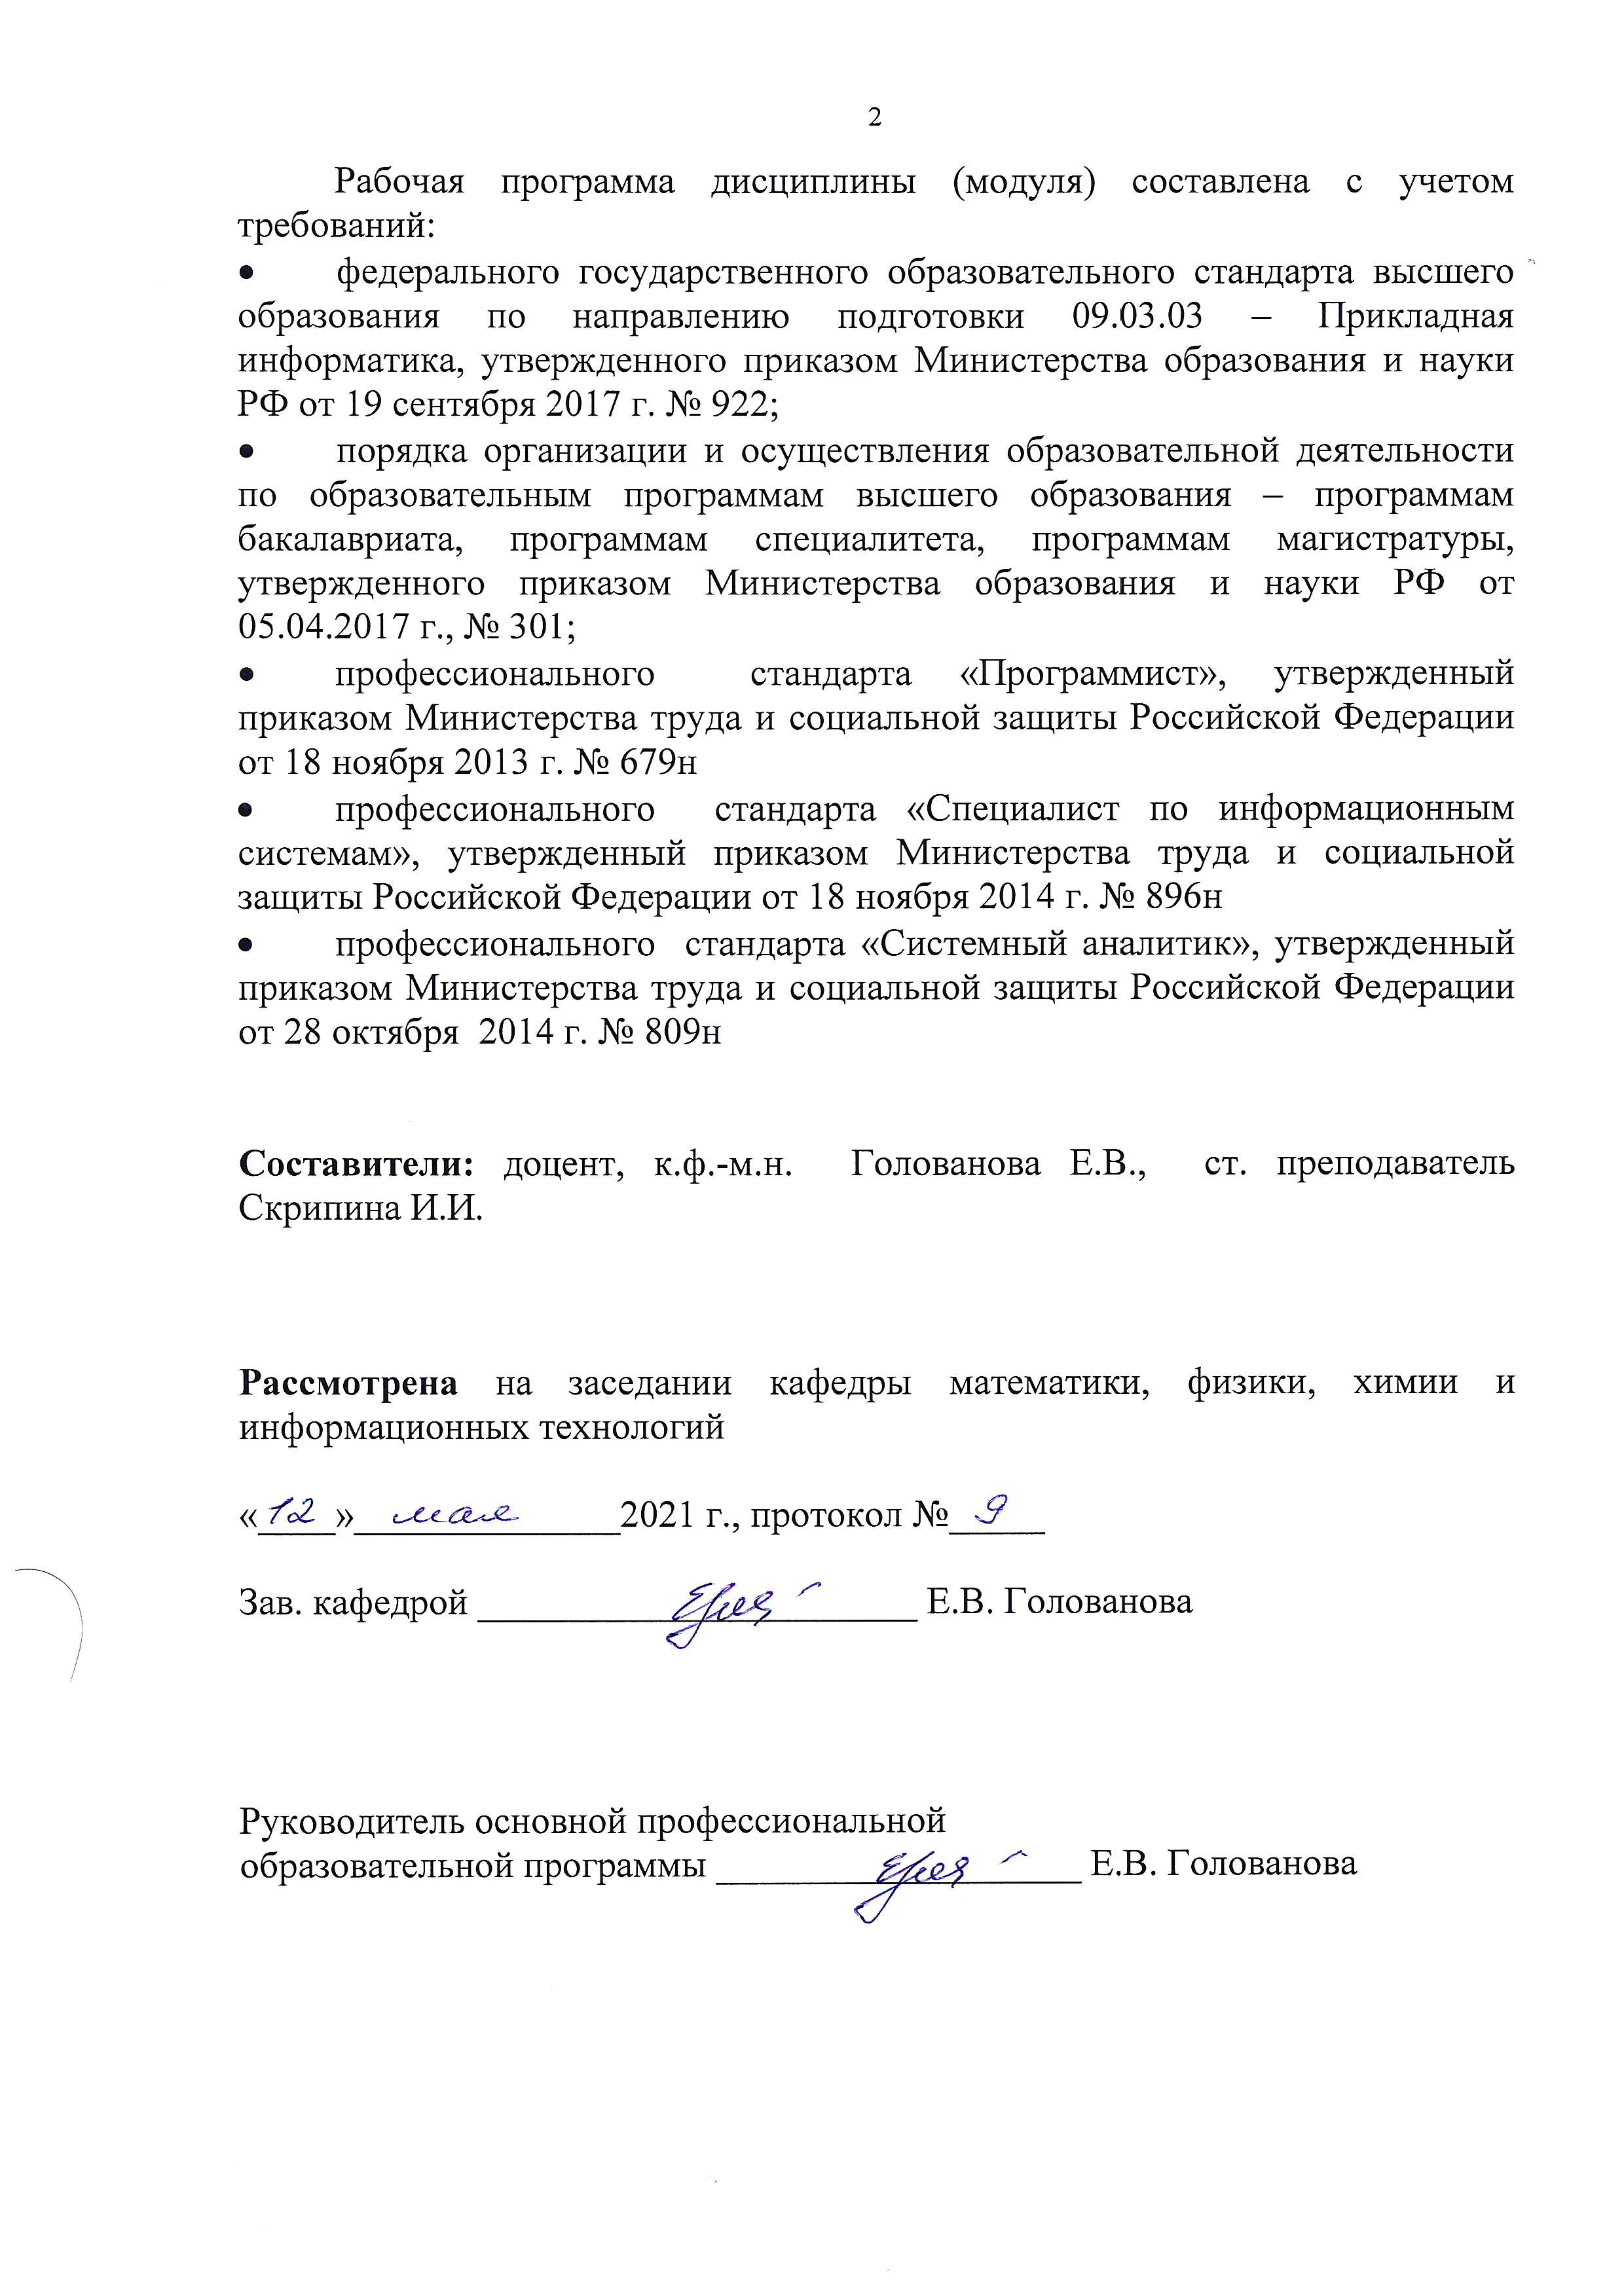 2
Рабочая программа дисциплины (модуля) составлена с учетом
требований:
• федерального государственного образовательного стандарта высшего
образования по направлению подготовки 09.03.03 – Прикладная
информатика, утвержденного приказом Министерства образования и науки
РФ от 19 сентября 2017 г. № 922;
• порядка организации и осуществления образовательной деятельности
по образовательным программам высшего образования – программам
бакалавриата, программам специалитета, программам магистратуры,
утвержденного приказом Министерства образования и науки РФ от
05.04.2017 г., № 301;
• профессионального стандарта «Программист», утвержденный
приказом Министерства труда и социальной защиты Российской Федерации
от 18 ноября 2013 г. № 679н
• профессионального стандарта «Специалист по информационным
системам», утвержденный приказом Министерства труда и социальной
защиты Российской Федерации от 18 ноября 2014 г. № 896н
• профессионального стандарта «Системный аналитик», утвержденный
приказом Министерства труда и социальной защиты Российской Федерации
от 28 октября 2014 г. № 809н
Составители: доцент, к.ф.-м.н. Голованова Е.В., ст. преподаватель
Скрипина И.И.
Рассмотрена на заседании кафедры математики, физики, химии и
информационных технологий
«12» мая 2021 г., протокол № 9
Зав. кафедрой Е.В. Голованова
Руководитель основной профессиональной
образовательной программы Е.В. Голованова